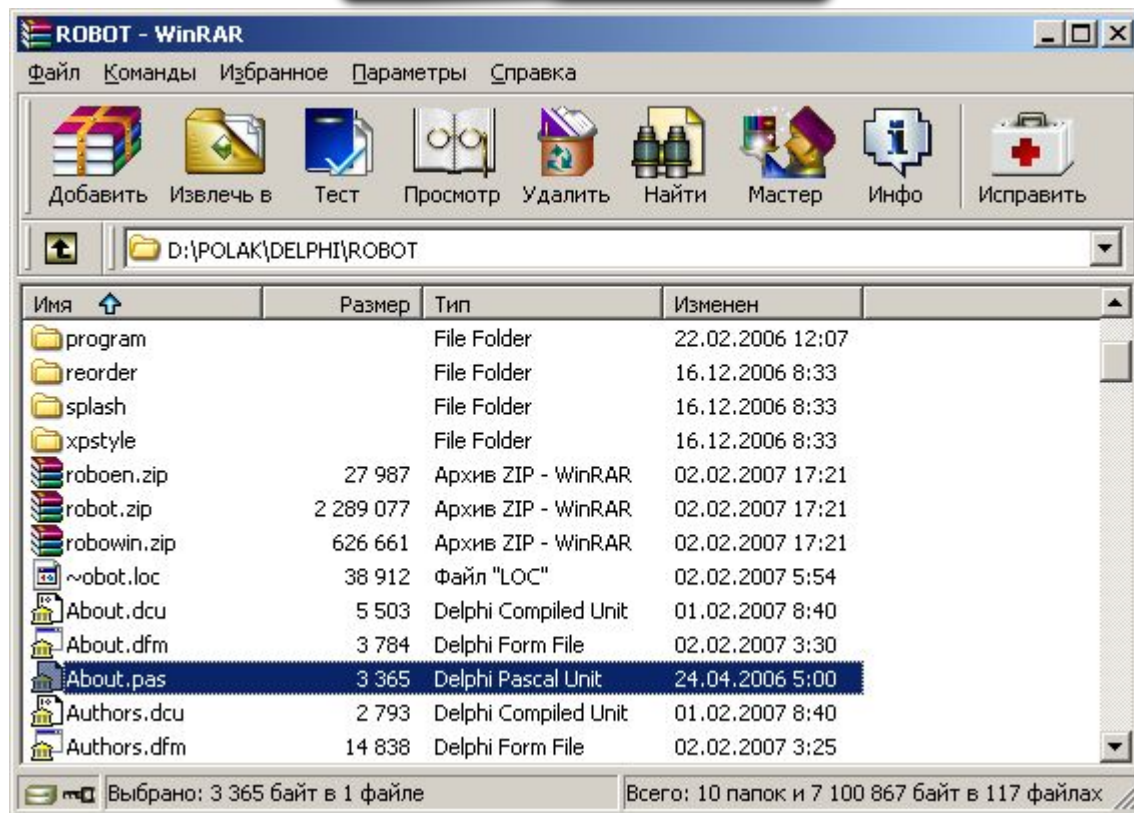 ROBOT - WinRAR
Файл Команды Избранное Параметры Справка
Добавить Извлечь в Тест Просмотр Удалить Найти Мастер Инфо Исправить
D:\POLAK\DELPHI\ROBOT
Имя Размер Тип Изменен
program File Folder 22.02.2006 12:07
reorder File Folder 16.12.2006 8:33
splash File Folder 16.12.2006 8:33
xpstyle File Folder 16.12.2006 8:33
roboen.zip 27 987 Архив ZIP - WinRAR 02.02.2007 17:21
robot.zip 2 289 077 Архив ZIP - WinRAR 02.02.2007 17:21
robowin.zip 626 661 Архив ZIP - WinRAR 02.02.2007 17:21
~obot.loc 38 912 Файл "LOC" 02.02.2007 5:54
About.dcu 5 503 Delphi Compiled Unit 01.02.2007 8:40
About.dfm 3 784 Delphi Form File 02.02.2007 3:30
About.pas 3 365 Delphi Pascal Unit 24.04.2006 5:00
Authors.dcu 2 793 Delphi Compiled Unit 01.02.2007 8:40
Authors.dfm 14 838 Delphi Form File 02.02.2007 3:25
Выбрано: 3 365 байт в 1 файле Всего: 10 папок и 7 100 867 байт в 117 файлах